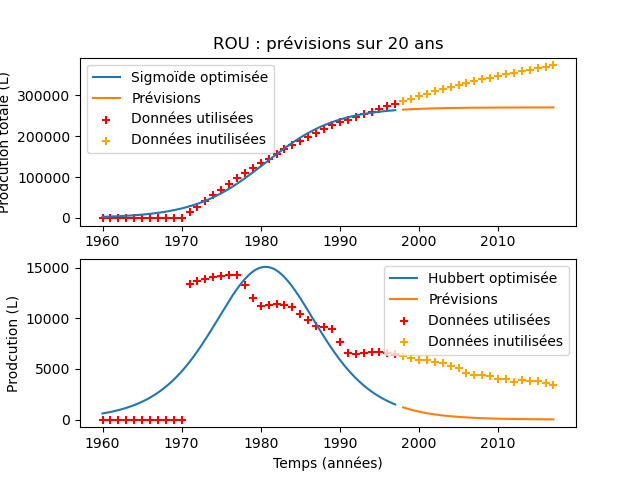 ROU : prévisions sur 20 ans
Prodcution totale (L)
300000
200000
100000
0
Sigmoïde optimisée
Prévisions
Données utilisées
Données inutilisées
1960
1970
1980
1990
2000
2010
Prodcution (L)
15000
10000
5000
0
Hubbert optimisée
Prévisions
Données utilisées
Données inutilisées
1960
1970
1980
1990
2000
2010
Temps (années)